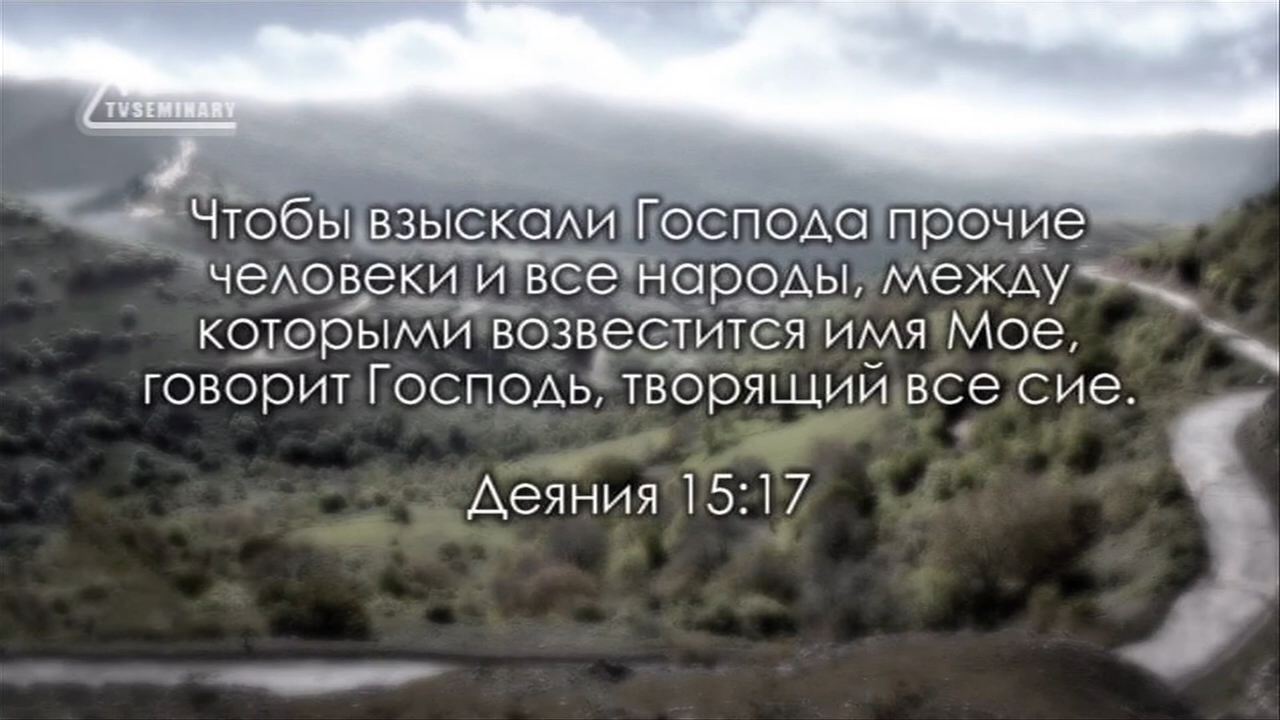 TVSEMINARY
Чтобы взыскали Господа прочие
человеки и все народы, между
которыми возвестится имя Мое,
говорит Господь, творящий все сие.
Деяния 15:17